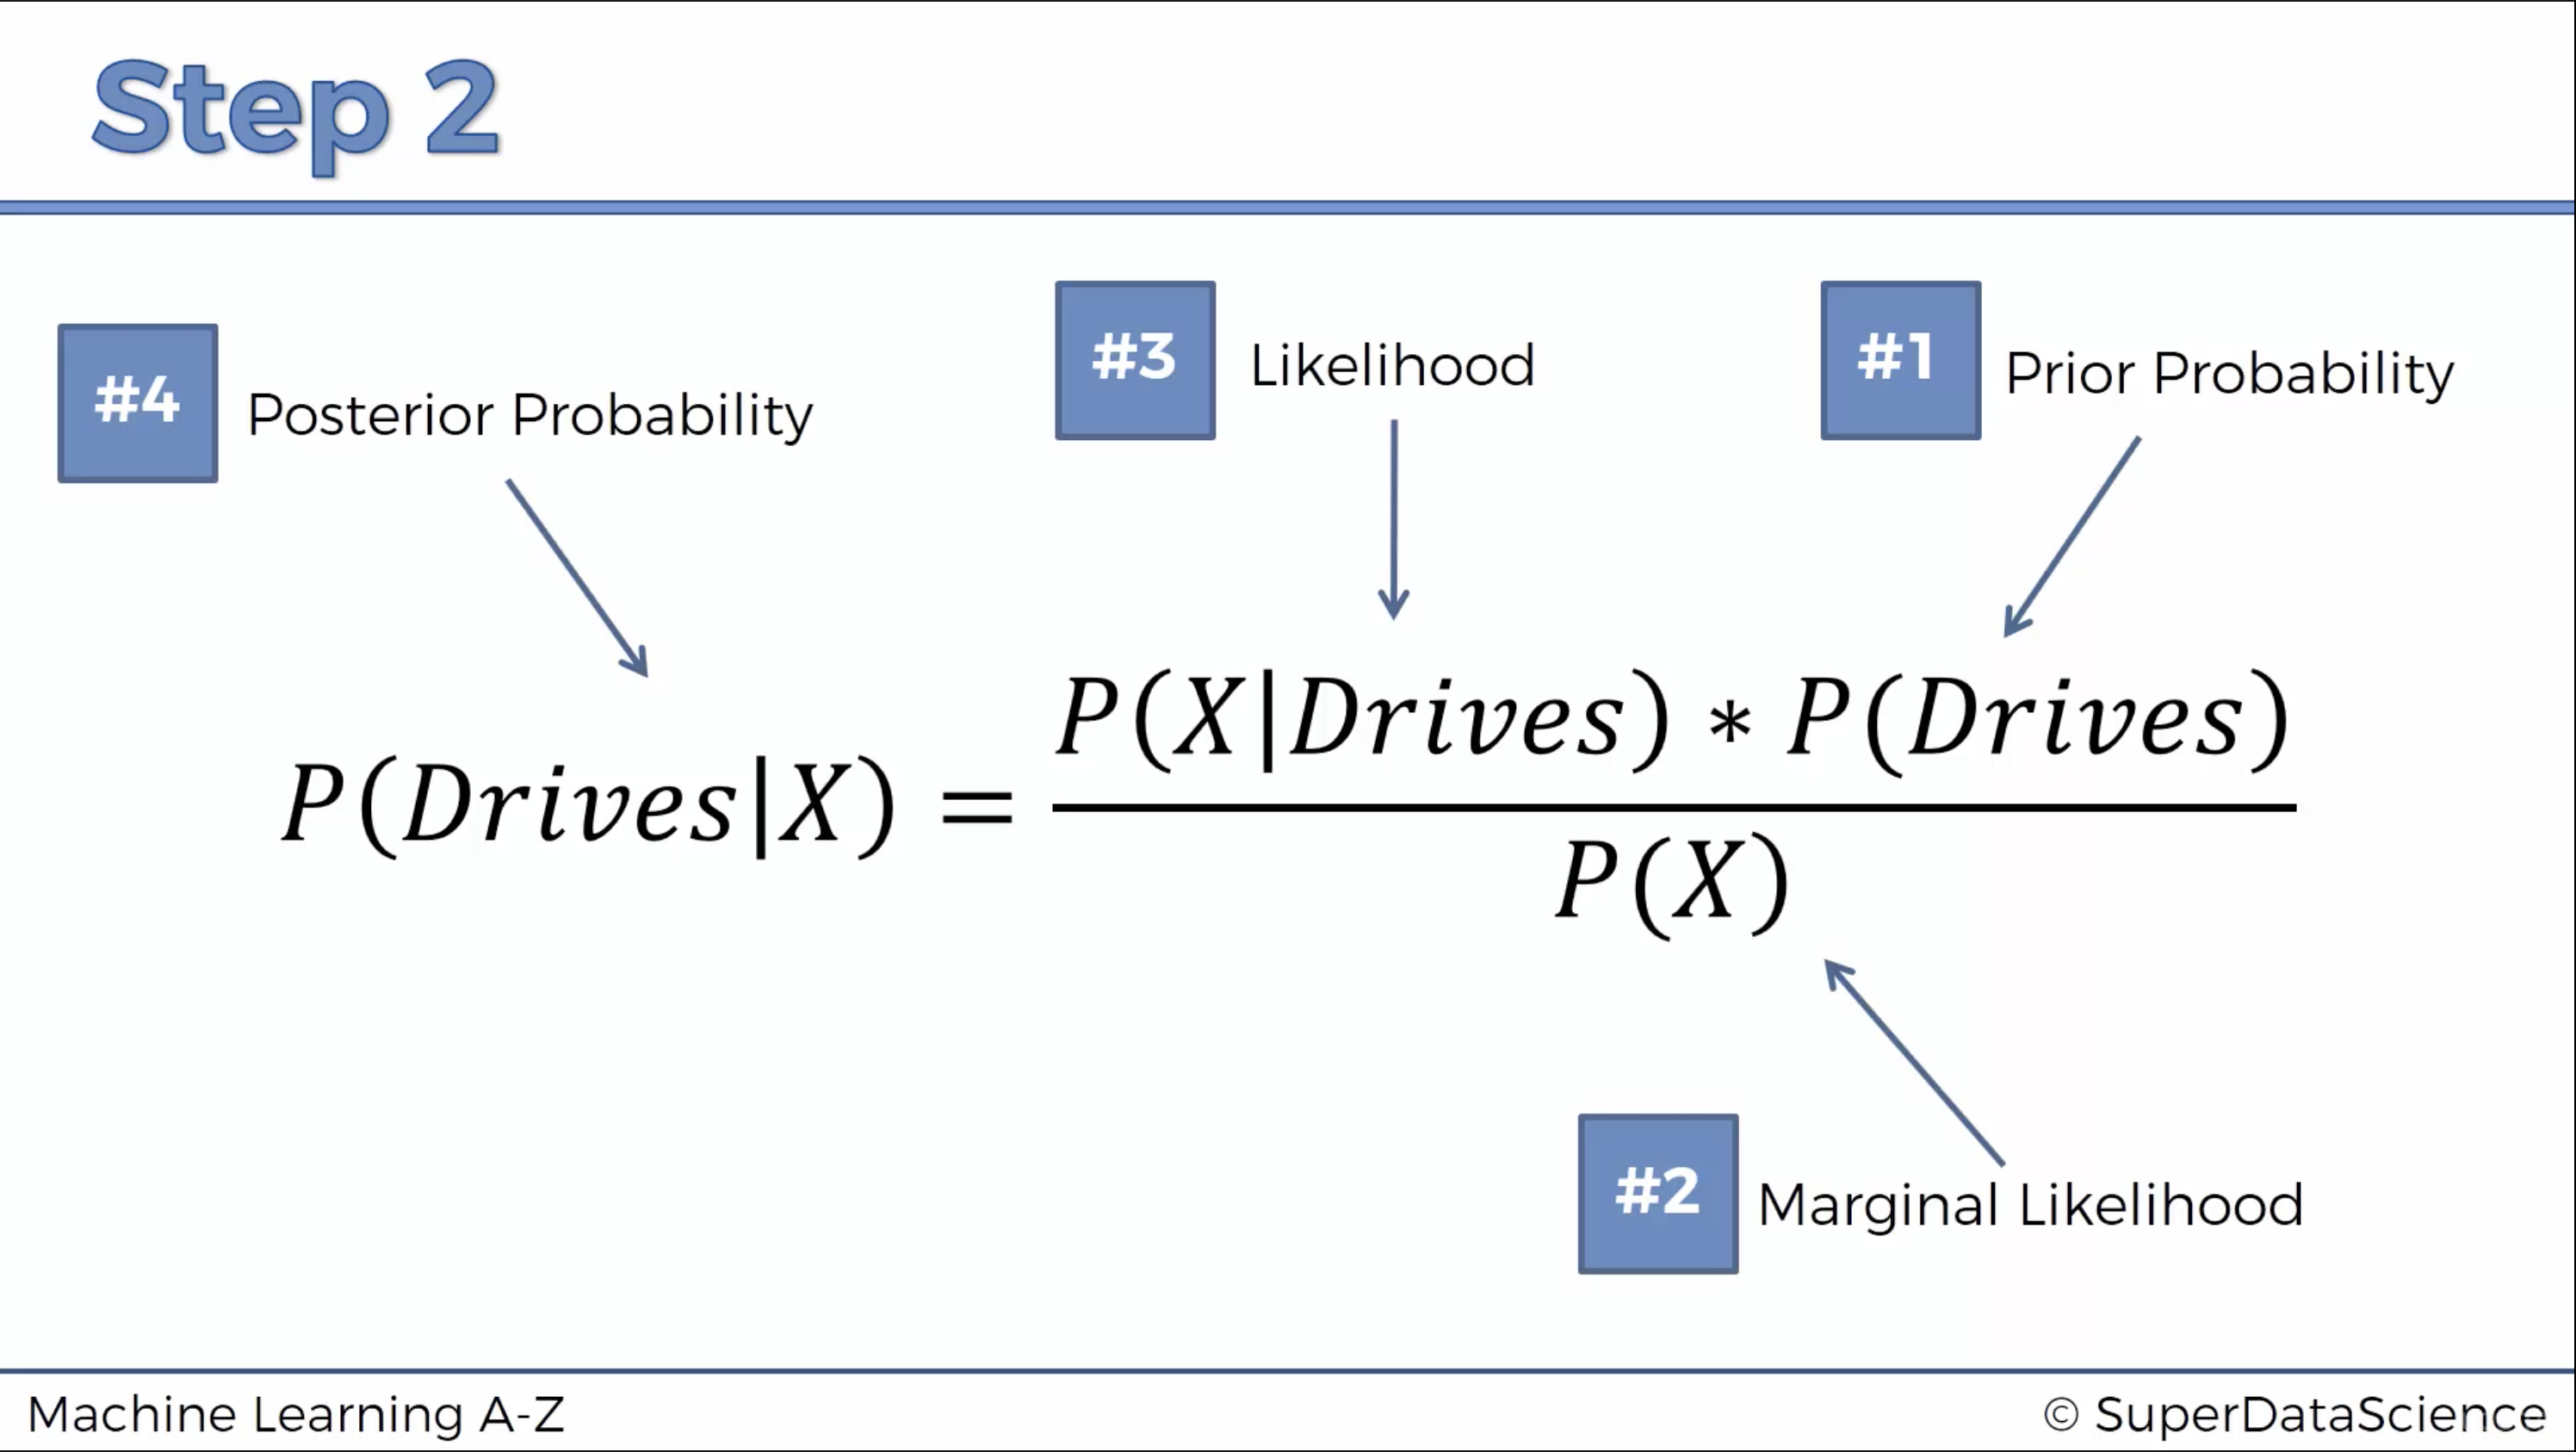 Step 2
#4 Posterior Probability
#3 Likelihood
#1 Prior Probability
P(Drives|X) = P(X|Drives) * P(Drives)
P(X)
#2 Marginal Likelihood
Machine Learning A-Z
© SuperDataScience